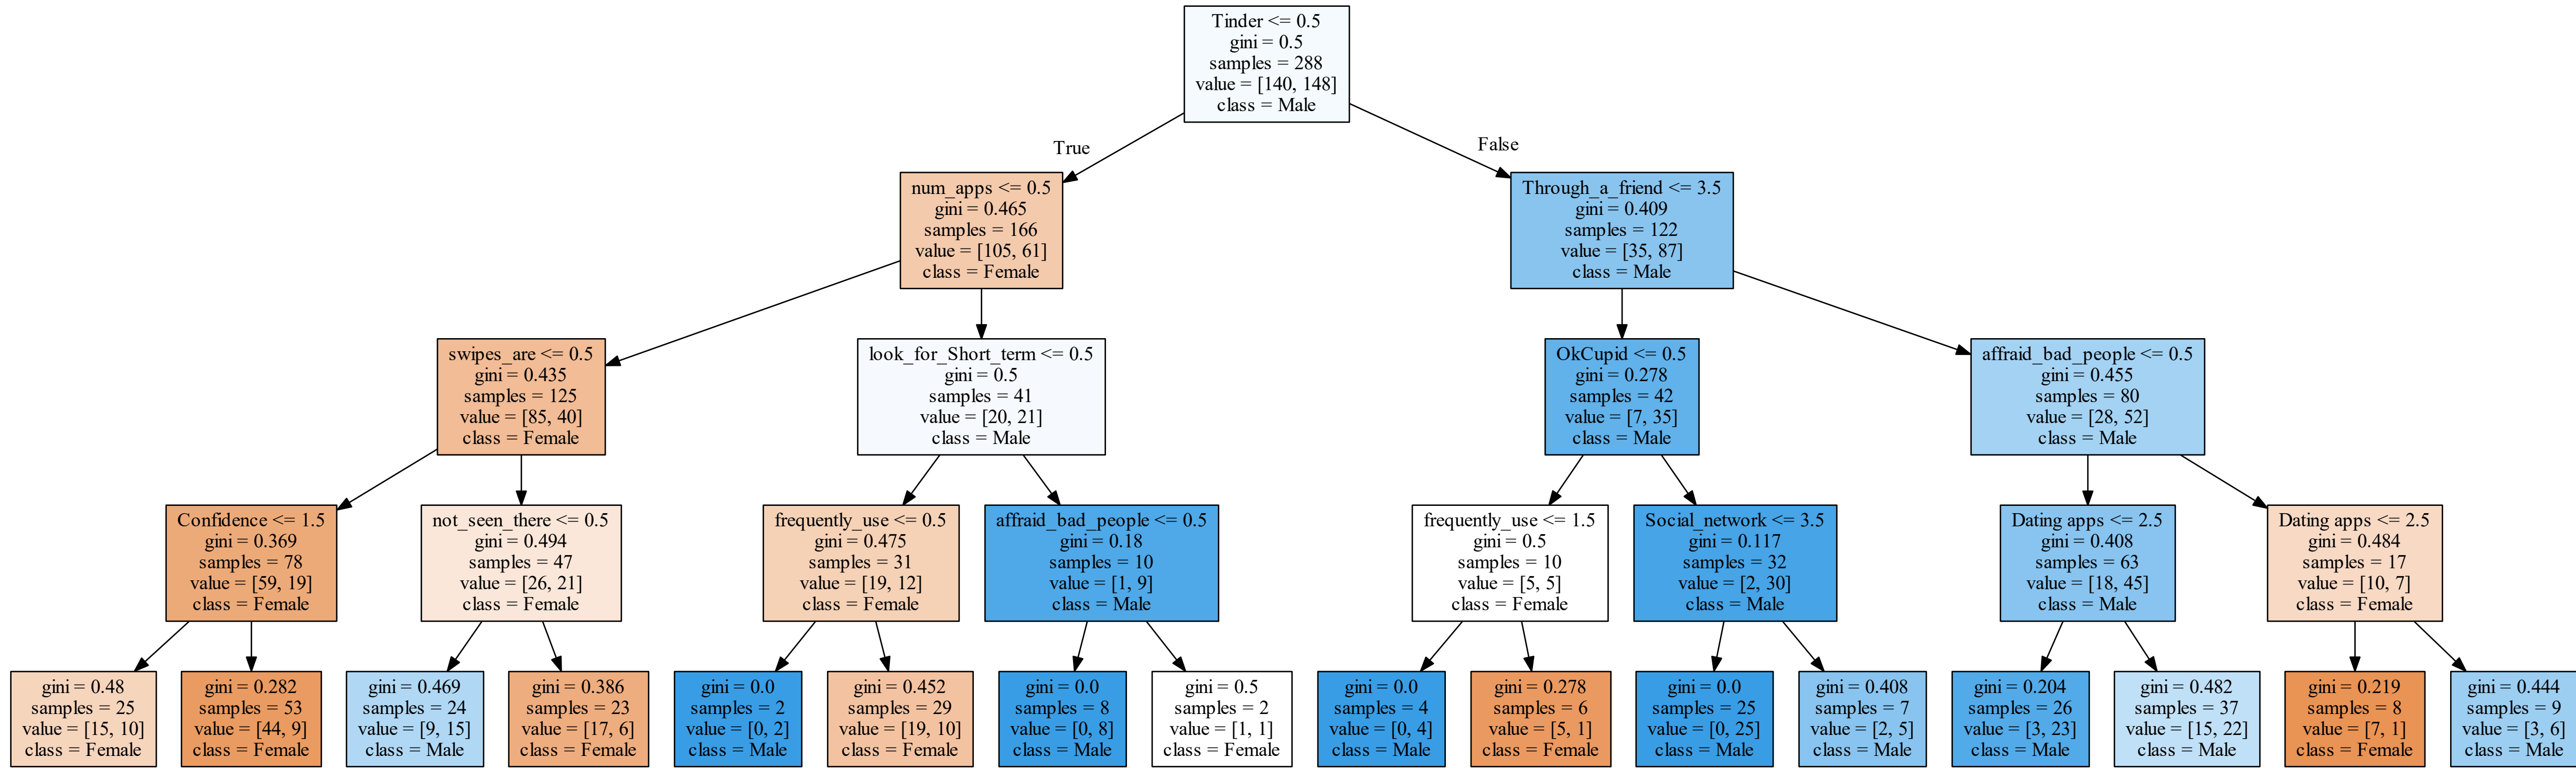 Tinder <= 0.5
gini = 0.5
samples = 288
value = [140, 148]
class = Male
True
False
num_apps <= 0.5
gini = 0.465
samples = 166
value = [105, 61]
class = Female
Through_a_friend <= 3.5
gini = 0.409
samples = 122
value = [35, 87]
class = Male
swipes_are <= 0.5
gini = 0.435
samples = 125
value = [85, 40]
class = Female
look_for_Short_term <= 0.5
gini = 0.5
samples = 41
value = [20, 21]
class = Male
OkCupid <= 0.5
gini = 0.278
samples = 42
value = [7, 35]
class = Male
affraid_bad_people <= 0.5
gini = 0.455
samples = 80
value = [28, 52]
class = Male
Confidence <= 1.5
gini = 0.369
samples = 78
value = [59, 19]
class = Female
not_seen_there <= 0.5
gini = 0.494
samples = 47
value = [26, 21]
class = Female
frequently_use <= 0.5
gini = 0.475
samples = 31
value = [19, 12]
class = Female
affraid_bad_people <= 0.5
gini = 0.18
samples = 10
value = [1, 9]
class = Male
frequently_use <= 1.5
gini = 0.5
samples = 10
value = [5, 5]
class = Female
Social_network <= 3.5
gini = 0.117
samples = 32
value = [2, 30]
class = Male
Dating apps <= 2.5
gini = 0.408
samples = 63
value = [18, 45]
class = Male
Dating apps <= 2.5
gini = 0.484
samples = 17
value = [10, 7]
class = Female
gini = 0.48
samples = 25
value = [15, 10]
class = Female
gini = 0.282
samples = 53
value = [44, 9]
class = Female
gini = 0.469
samples = 24
value = [9, 15]
class = Male
gini = 0.386
samples = 23
value = [17, 6]
class = Female
gini = 0.0
samples = 2
value = [0, 2]
class = Male
gini = 0.452
samples = 29
value = [19, 10]
class = Female
gini = 0.0
samples = 8
value = [0, 8]
class = Male
gini = 0.5
samples = 2
value = [1, 1]
class = Female
gini = 0.0
samples = 4
value = [0, 4]
class = Male
gini = 0.278
samples = 6
value = [5, 1]
class = Female
gini = 0.0
samples = 25
value = [0, 25]
class = Male
gini = 0.408
samples = 7
value = [2, 5]
class = Male
gini = 0.204
samples = 26
value = [3, 23]
class = Male
gini = 0.482
samples = 37
value = [15, 22]
class = Male
gini = 0.219
samples = 8
value = [7, 1]
class = Female
gini = 0.444
samples = 9
value = [3, 6]
class = Male